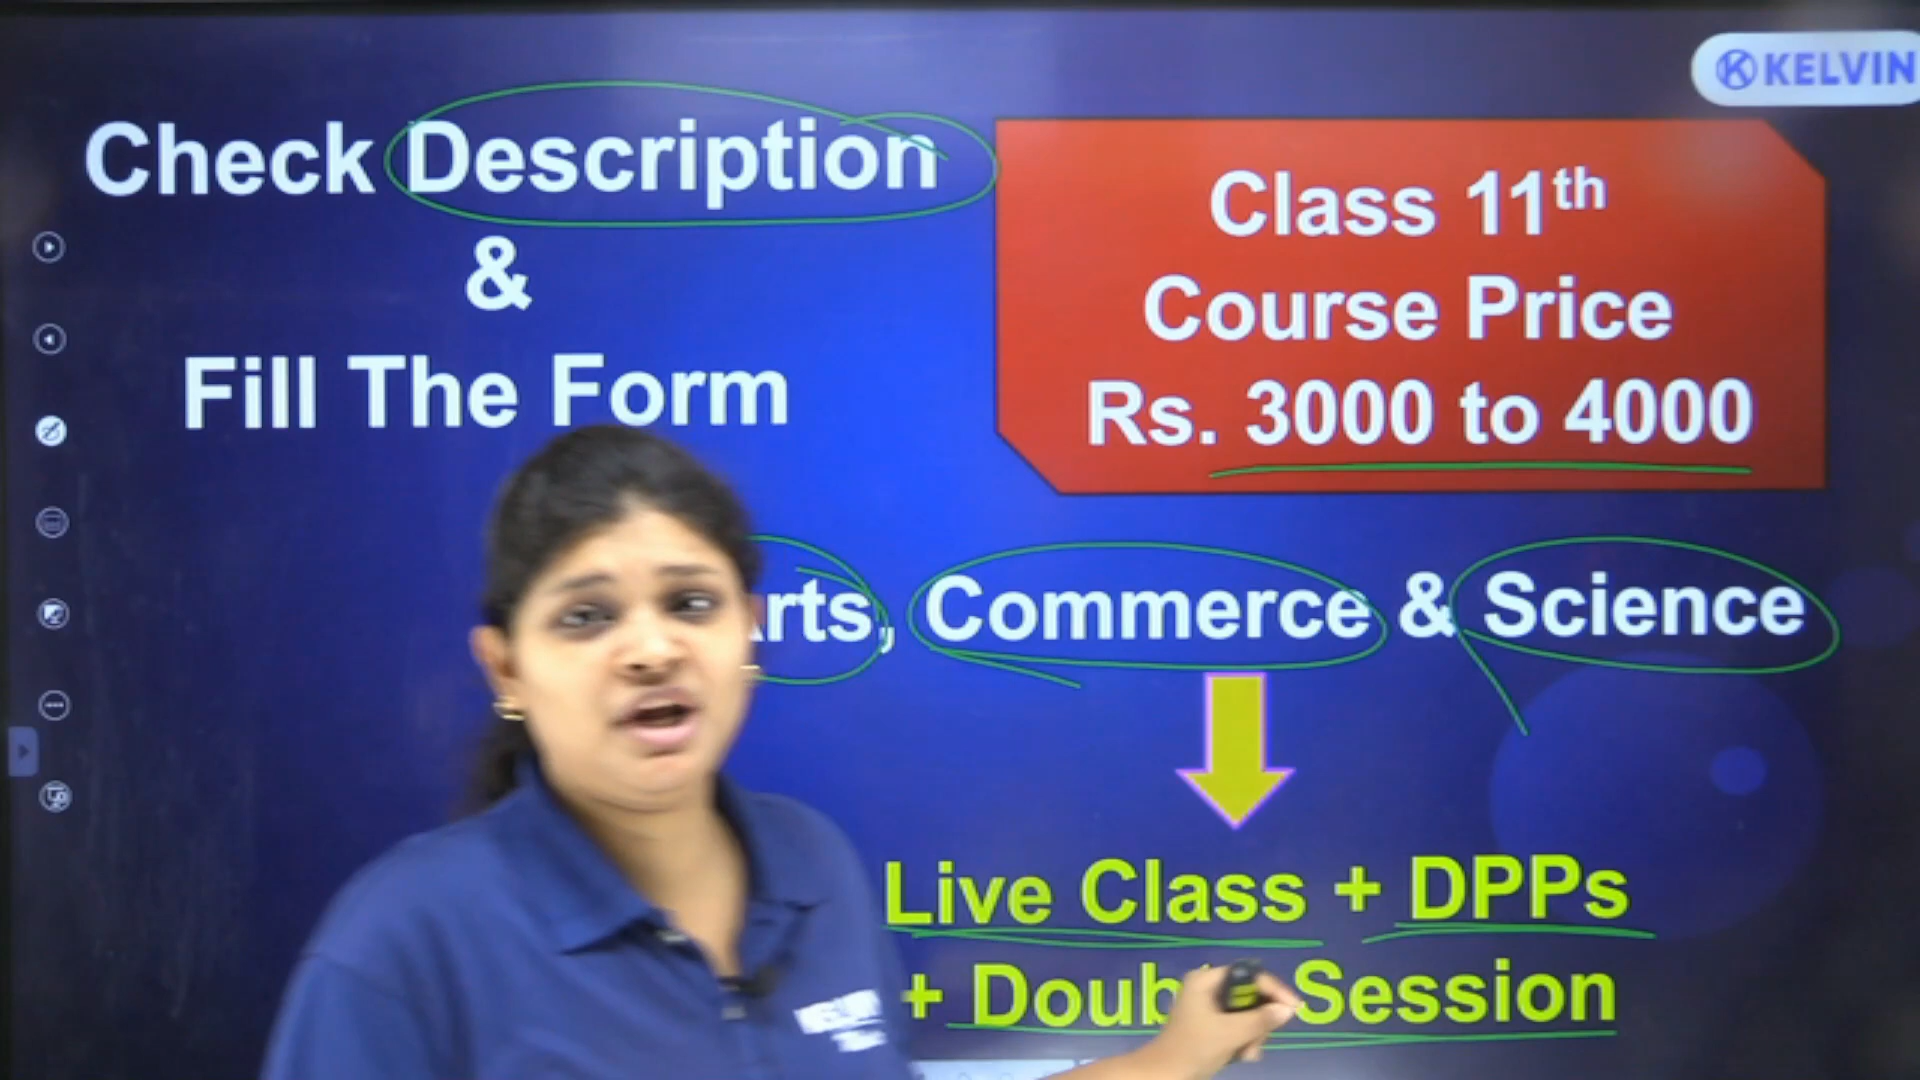 KELVIN
Check Description
&
Fill The Form
Class 11th
Course Price
Rs. 3000 to 4000
Commerce & Science
Live Class + DPPs
+ Session